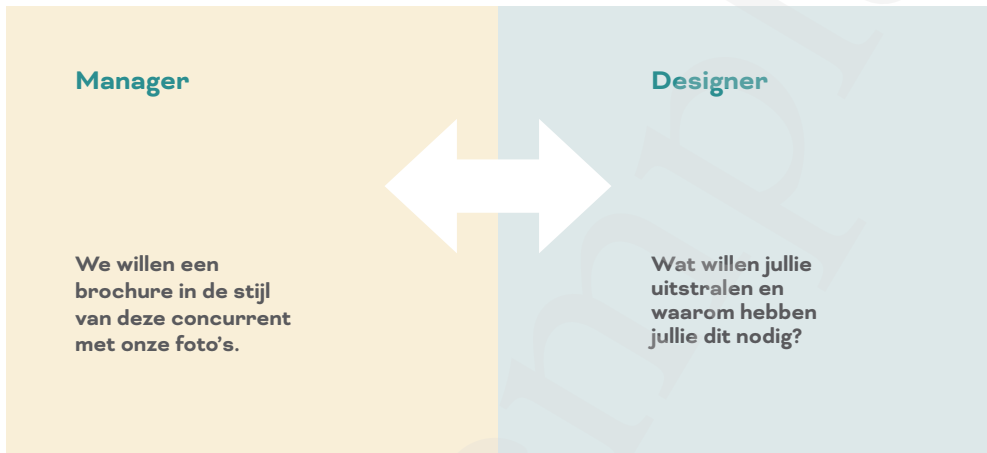 Manager
We willen een
brochure in de stijl
van deze concurrent
met onze foto's.
Designer
Wat willen jullie
uitstralen en
waarom hebben
jullie dit nodig?